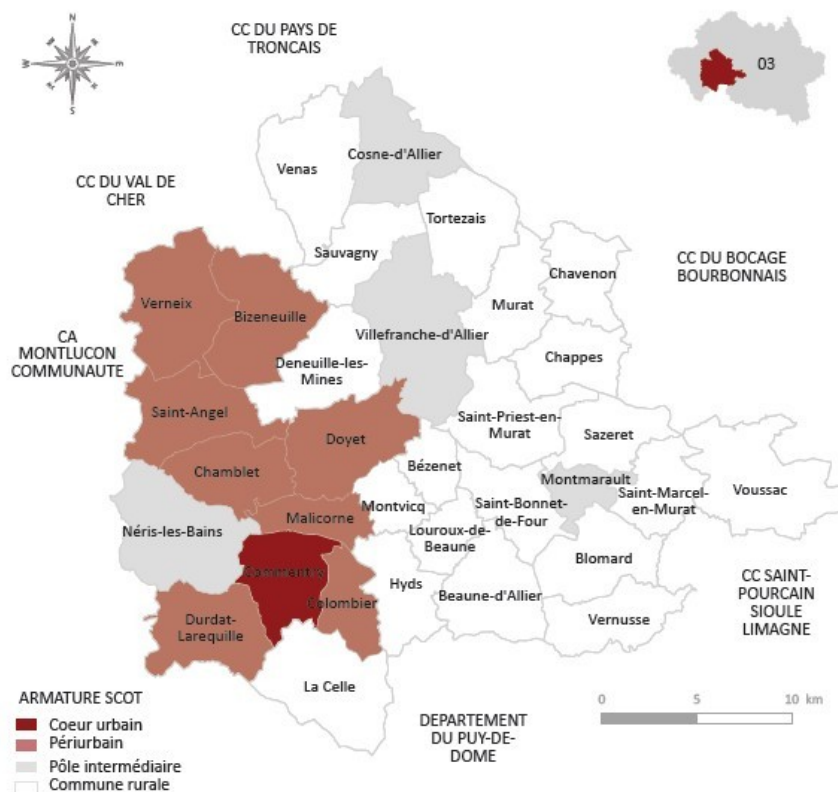 CC DU PAYS DE
TRONCAIS
03
N
W
E
S
Cosne-d'Allier
Venas
CC DU VAL DE
CHER
Tortezais
Sauvagny
CC DU BOCAGE
BOURBONNAIS
Chavenon
Verneix
Murat
Bizeneuille
Villefranche-d'Allier
CA
MONTLUCON
COMMUNAUTE
Chappes
Deneuille-les-
Mines
Saint-Angel
Saint-Priest-en-
Murat
Sazeret
Doyet
Bézenet
Chamblet
Montmarault
Voussac
Saint-Marcel-
en-Murat
Montvicq
Saint-Bonnet-
de-Four
Malicorne
Néris-les-Bains
Louroux-de-
Beaune
Blomard
Commentry
Hyds
CC SAINT-
POURCAIN
SIOULE
LIMAGNE
Beaune-d'Allier
Colombier
Durdat-
Larequille
Vernusse
La Celle
ARMATURE SCOT
Coeur urbain
Périurbain
Pôle intermédiaire
Commune rurale
DEPARTEMENT
DU PUY-DE-
DOME
0 5 10 km